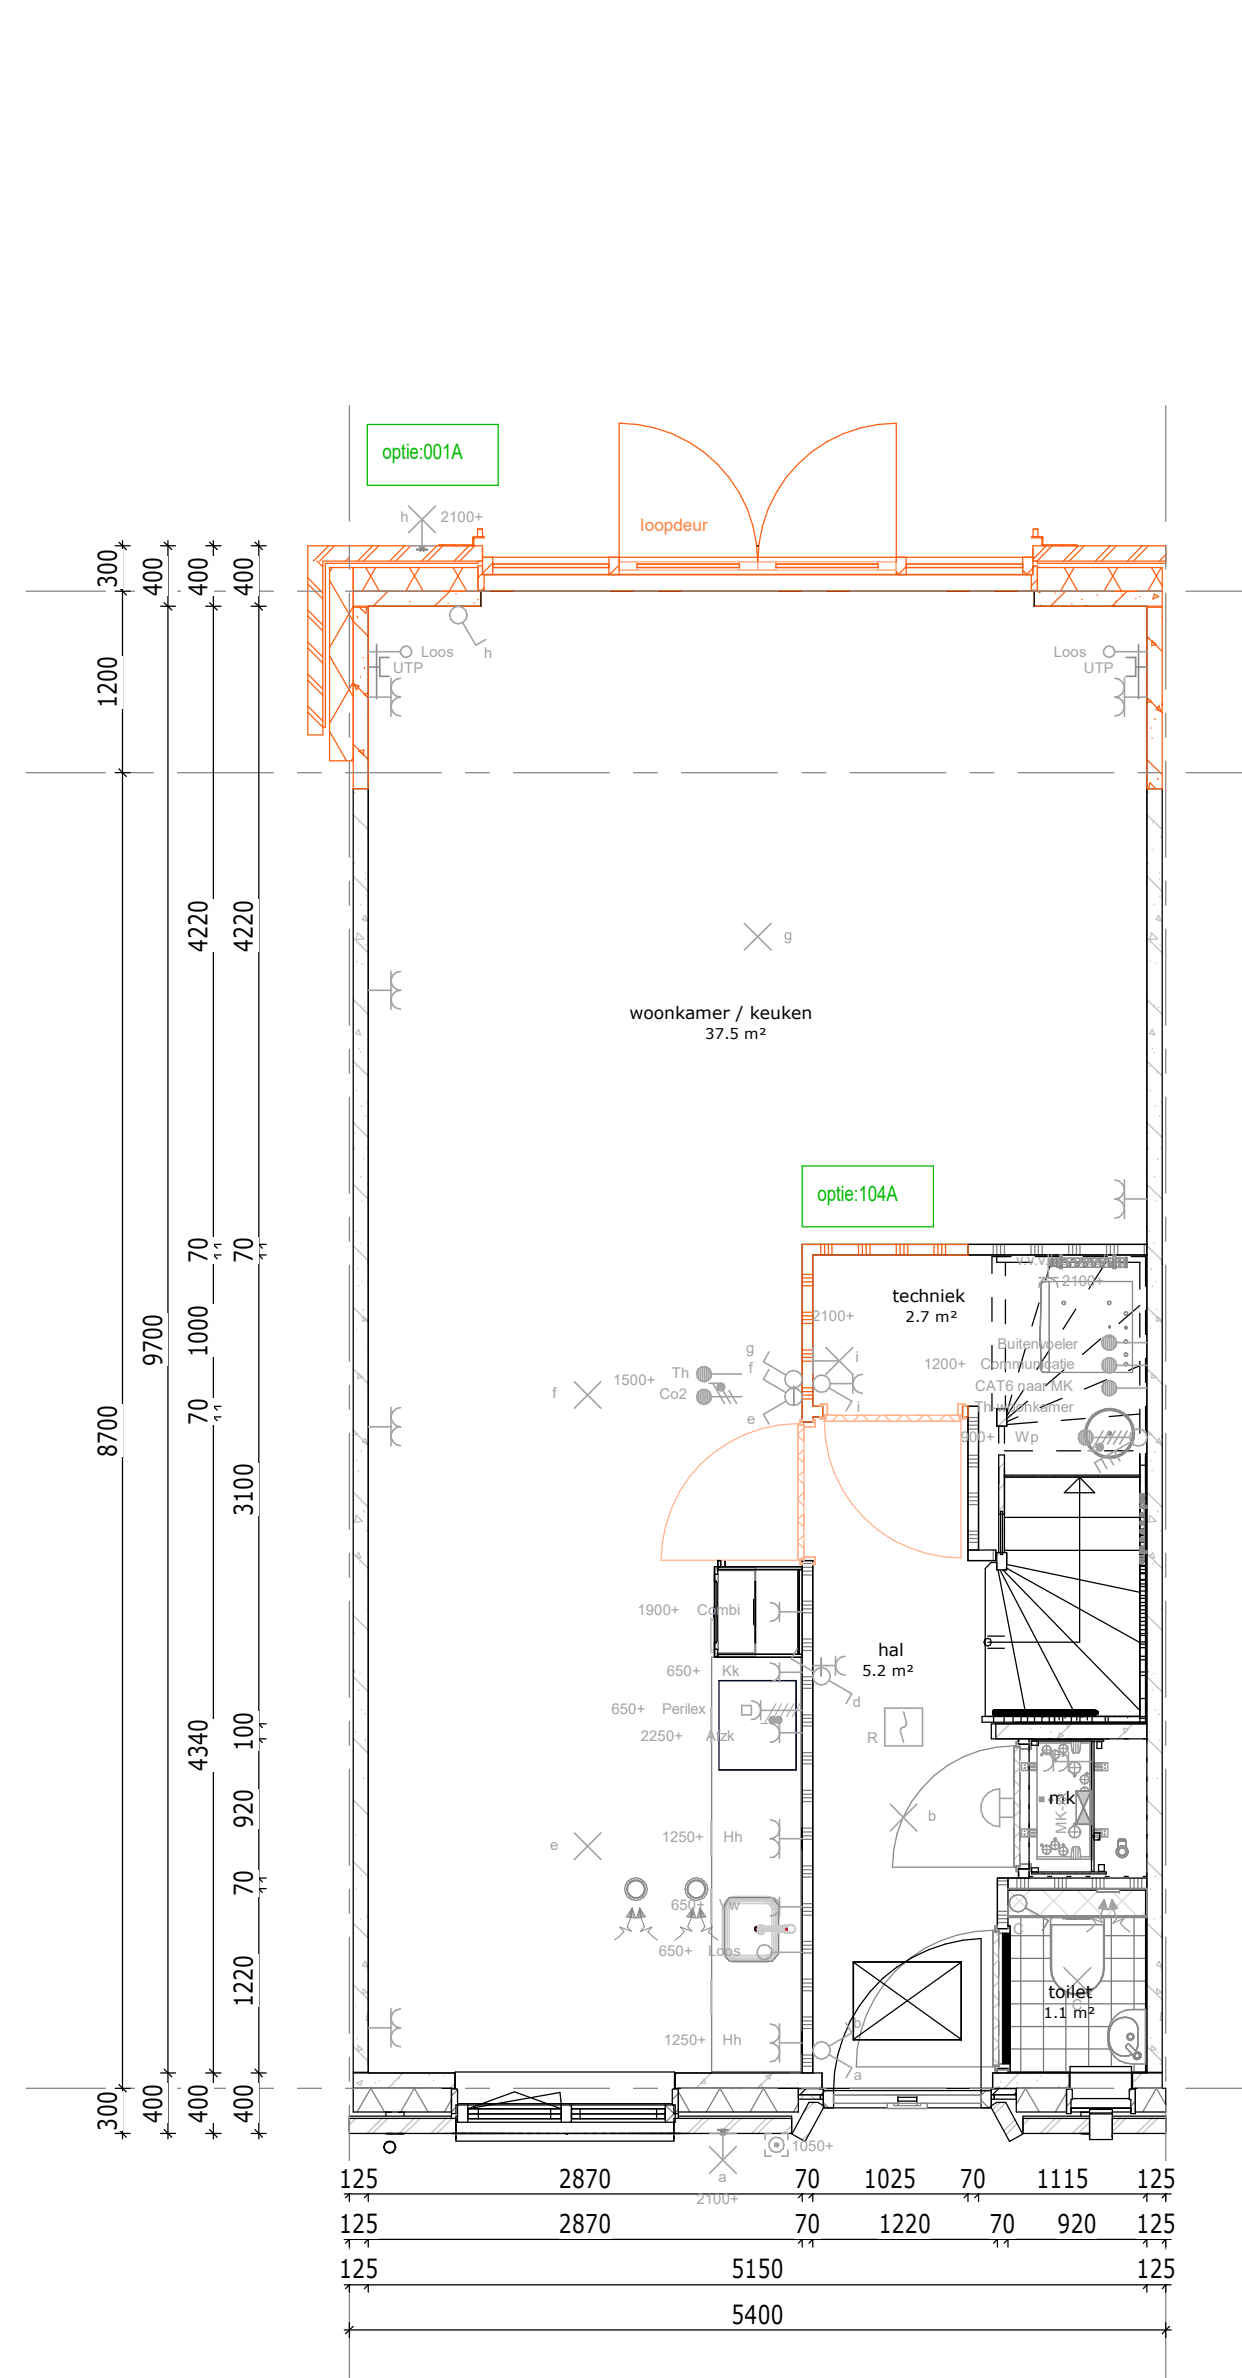 optie:001A
h 2100+
loopdeur
300 400 400 400
h
Loos
UTP
Loos
UTP
1200
4220 4220
g
woonkamer / keuken
37.5 m²
optie:104A
70 70
techniek
2.7 m²
2100+
2100+
9700
1000
Buitenvoeler
1200+ Communicatie
CAT6 naar MK
Th woonkamer
900+ Wp
g
f
i
f
1500+
Th
Co2
e
i
8700
70
3100
1900+ Combi
hal
5.2 m²
650+ Kk
d
650+ Perilex
2250+ Afzk
R
4340
100
920
mk
b
1250+ Hh
e
70
650+ Vw
650+ Loos
c
1220
toilet
1.1 m²
1250+ Hh
b
a
300 400 400 400
1050+
a
2100+
125 2870 70 1025 70 1115 125
125 2870 70 1220 70 920 125
125 5150 125
5400